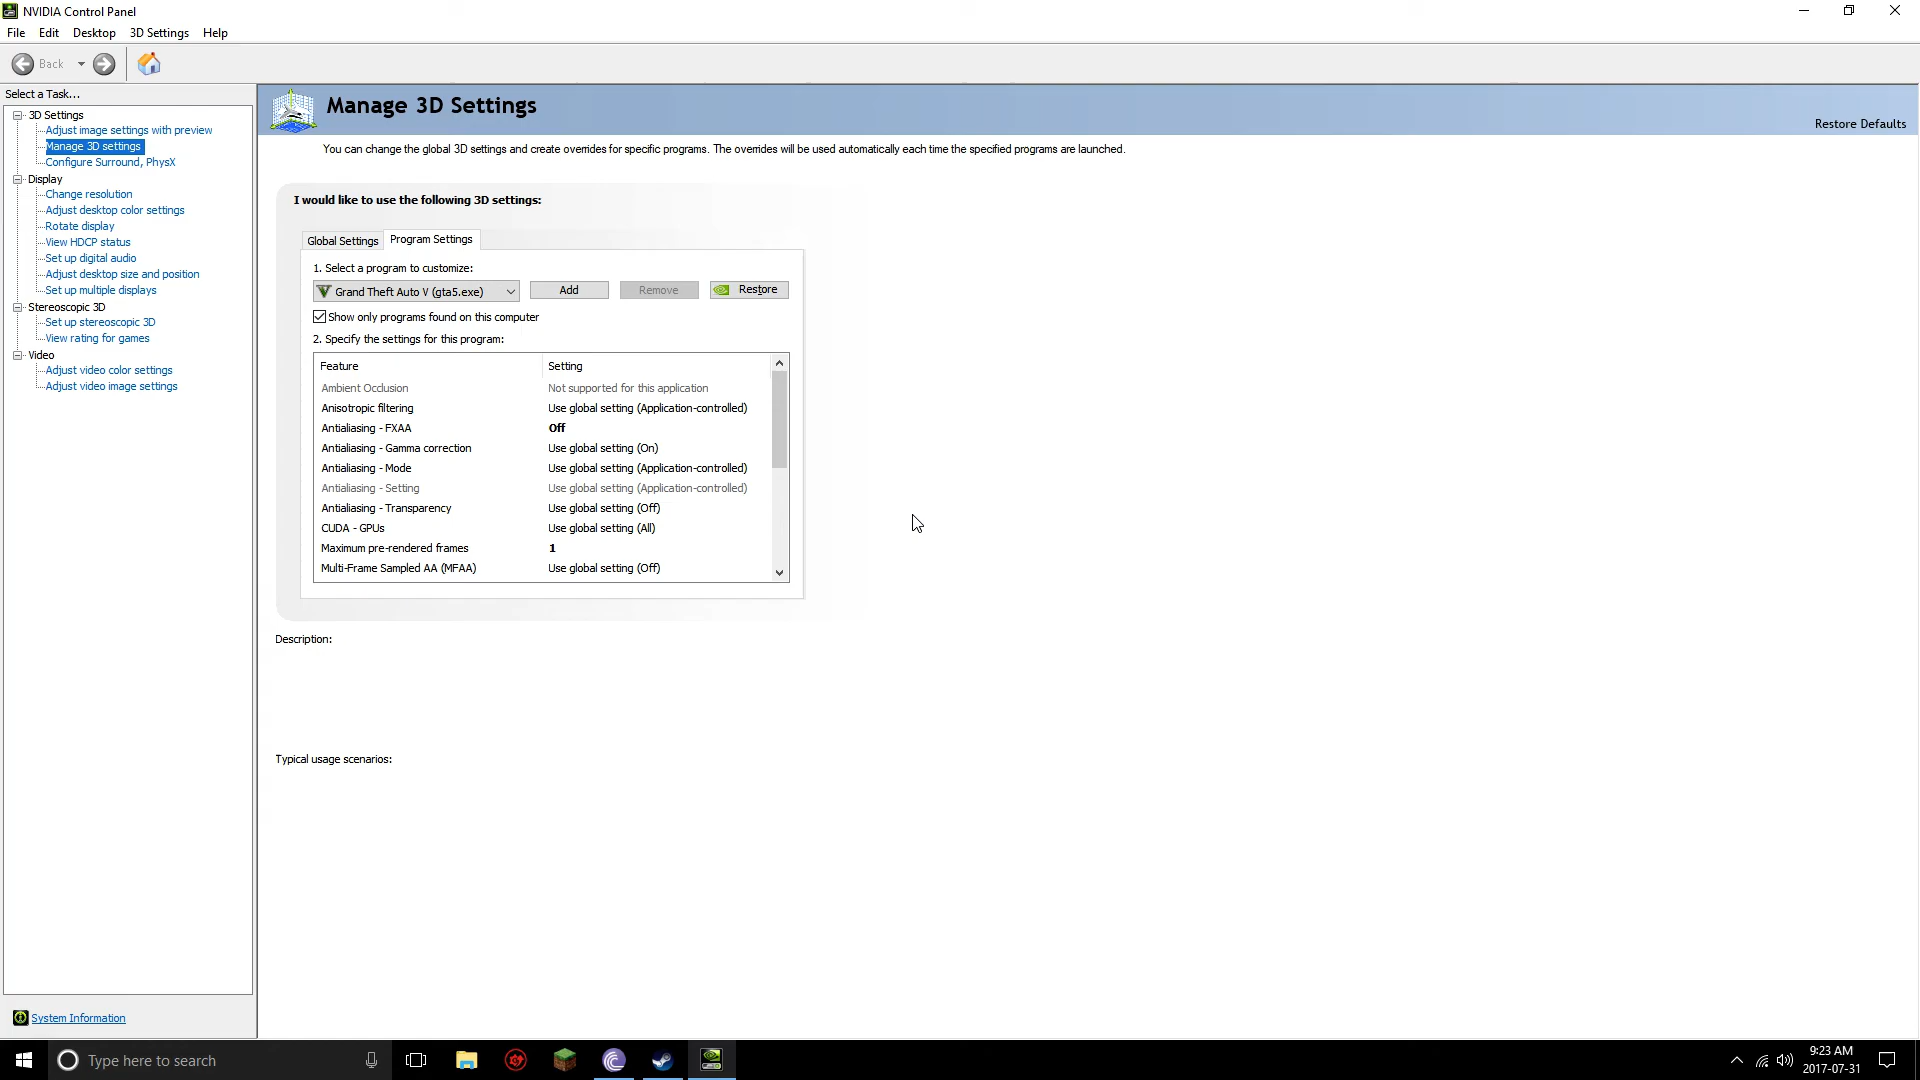 NVIDIA Control Panel
File Edit Desktop 3D Settings Help
Back
Select a Task...
3D Settings
Adjust image settings with preview
Manage 3D settings
Configure Surround, PhysX
Display
Change resolution
Adjust desktop color settings
Rotate display
View HDCP status
Set up digital audio
Adjust desktop size and position
Set up multiple displays
Stereoscopic 3D
Set up stereoscopic 3D
View rating for games
Video
Adjust video color settings
Adjust video image settings
System Information
Manage 3D Settings
Restore Defaults
You can change the global 3D settings and create overrides for specific programs. The overrides will be used automatically each time the specified programs are launched.
I would like to use the following 3D settings:
Global Settings Program Settings
1. Select a program to customize:
Grand Theft Auto V (gta5.exe) Add Remove Restore
Show only programs found on this computer
2. Specify the settings for this program:
Feature Setting
Ambient Occlusion Not supported for this application
Anisotropic filtering Use global setting (Application-controlled)
Antialiasing - FXAA Off
Antialiasing - Gamma correction Use global setting (On)
Antialiasing - Mode Use global setting (Application-controlled)
Antialiasing - Setting Use global setting (Application-controlled)
Antialiasing - Transparency Use global setting (Off)
CUDA - GPUs Use global setting (All)
Maximum pre-rendered frames 1
Multi-Frame Sampled AA (MFAA) Use global setting (Off)
Description:
Typical usage scenarios:
Type here to search
9:23 AM
2017-07-31